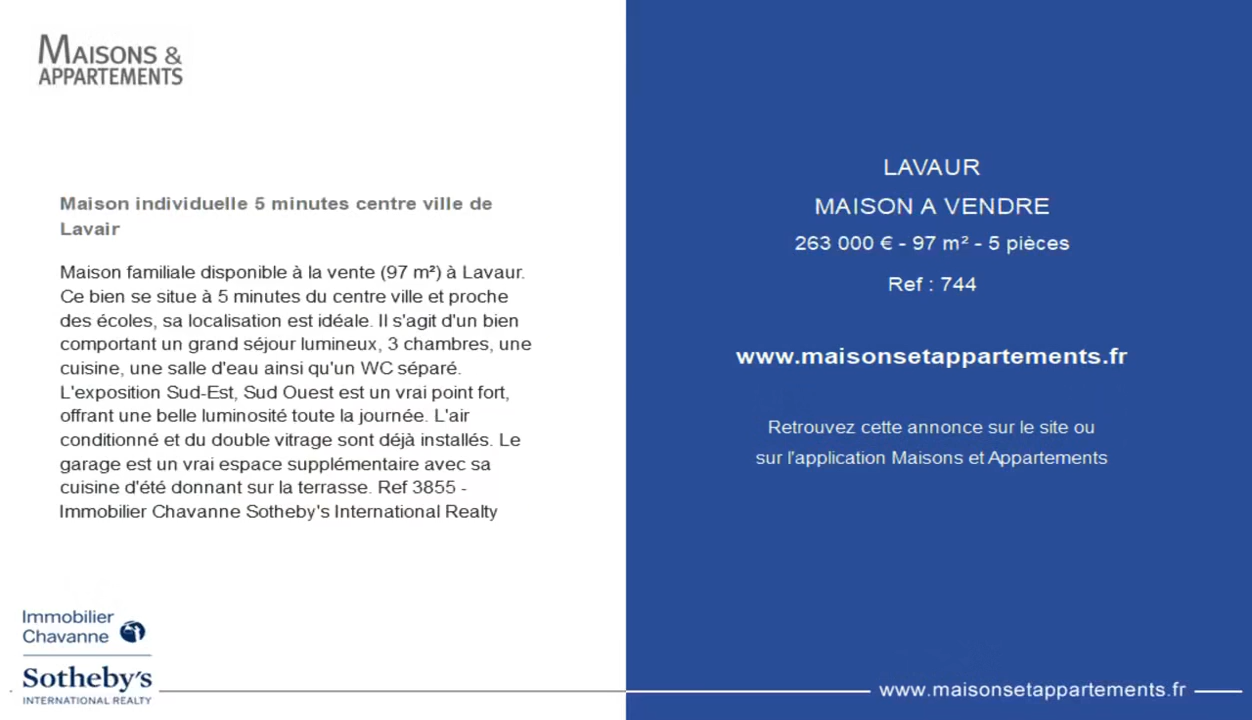 MAISONS &
APPARTEMENTS
Maison individuelle 5 minutes centre ville de
Lavair
Maison familiale disponible à la vente (97 m²) à Lavaur.
Ce bien se situe à 5 minutes du centre ville et proche
des écoles, sa localisation est idéale. Il s'agit d'un bien
comportant un grand séjour lumineux, 3 chambres, une
cuisine, une salle d'eau ainsi qu'un WC séparé.
L'exposition Sud-Est, Sud Ouest est un vrai point fort,
offrant une belle luminosité toute la journée. L'air
conditionné et du double vitrage sont déjà installés. Le
garage est un vrai espace supplémentaire avec sa
cuisine d'été donnant sur la terrasse. Ref 3855 -
Immobilier Chavanne Sotheby's International Realty
Immobilier
Chavanne
Sotheby's
INTERNATIONAL REALTY
LAVAUR
MAISON A VENDRE
263 000 € - 97 m² - 5 pièces
Ref : 744
www.maisonsetappartements.fr
Retrouvez cette annonce sur le site ou
sur l'application Maisons et Appartements
www.maisonsetappartements.fr